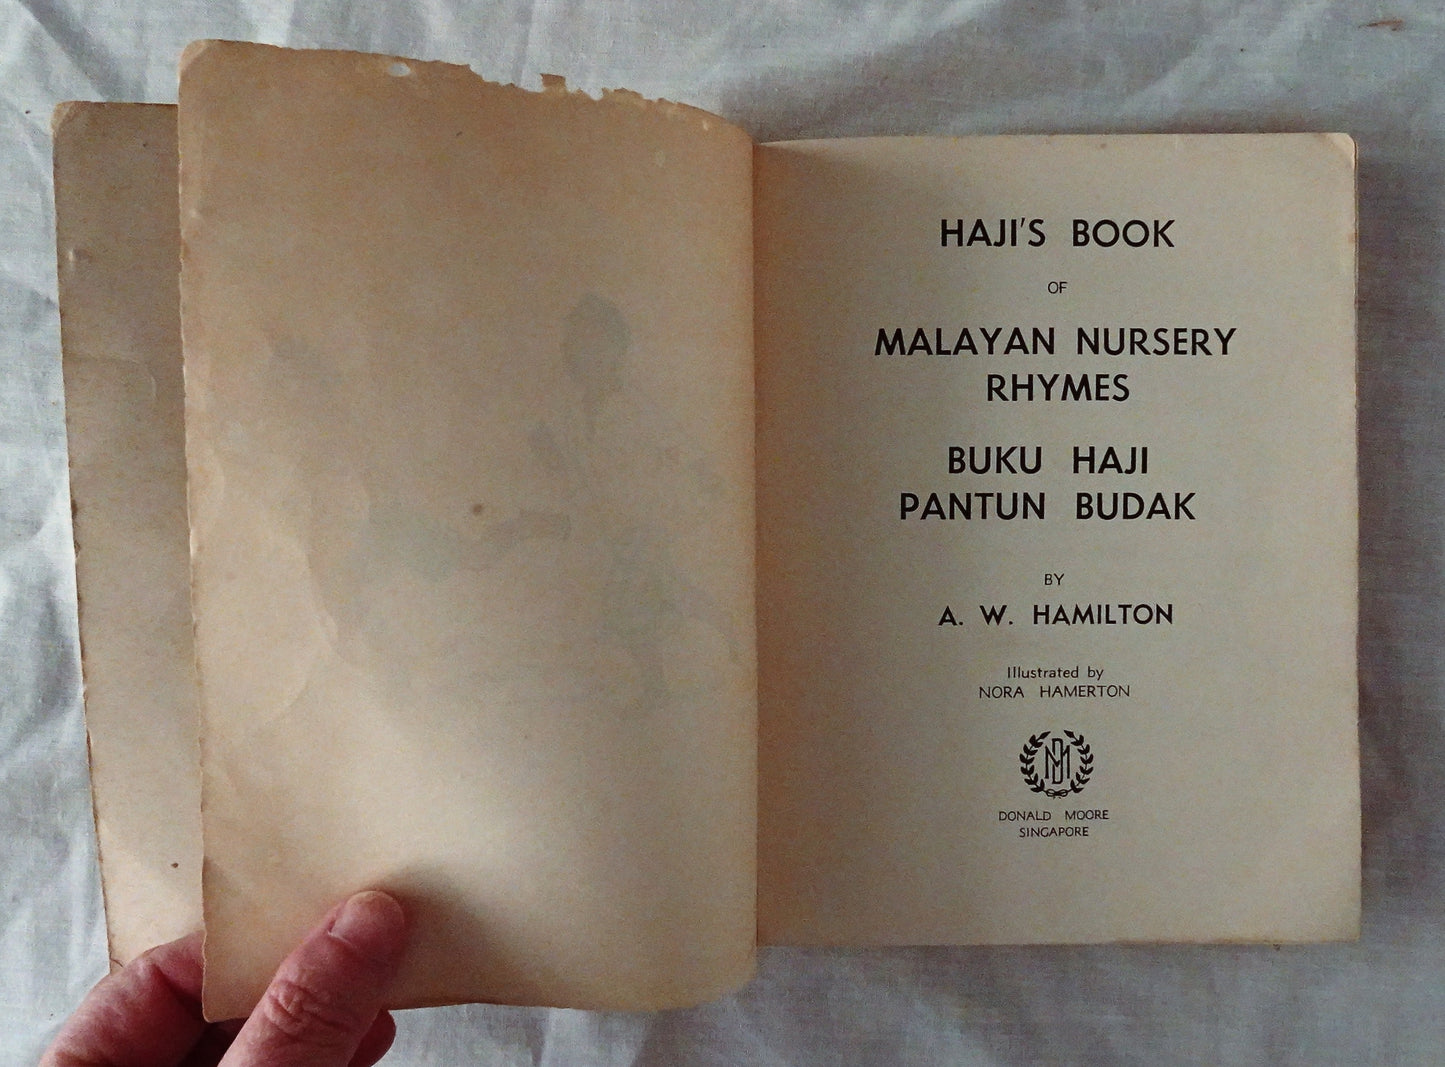 HAJI'S BOOK
OF
MALAYAN NURSERY
RHYMES
BUKU HAJI
PANTUN BUDAK
BY
A. W. HAMILTON
Illustrated by
NORA HAMERTON
DONALD MOORE
SINGAPORE